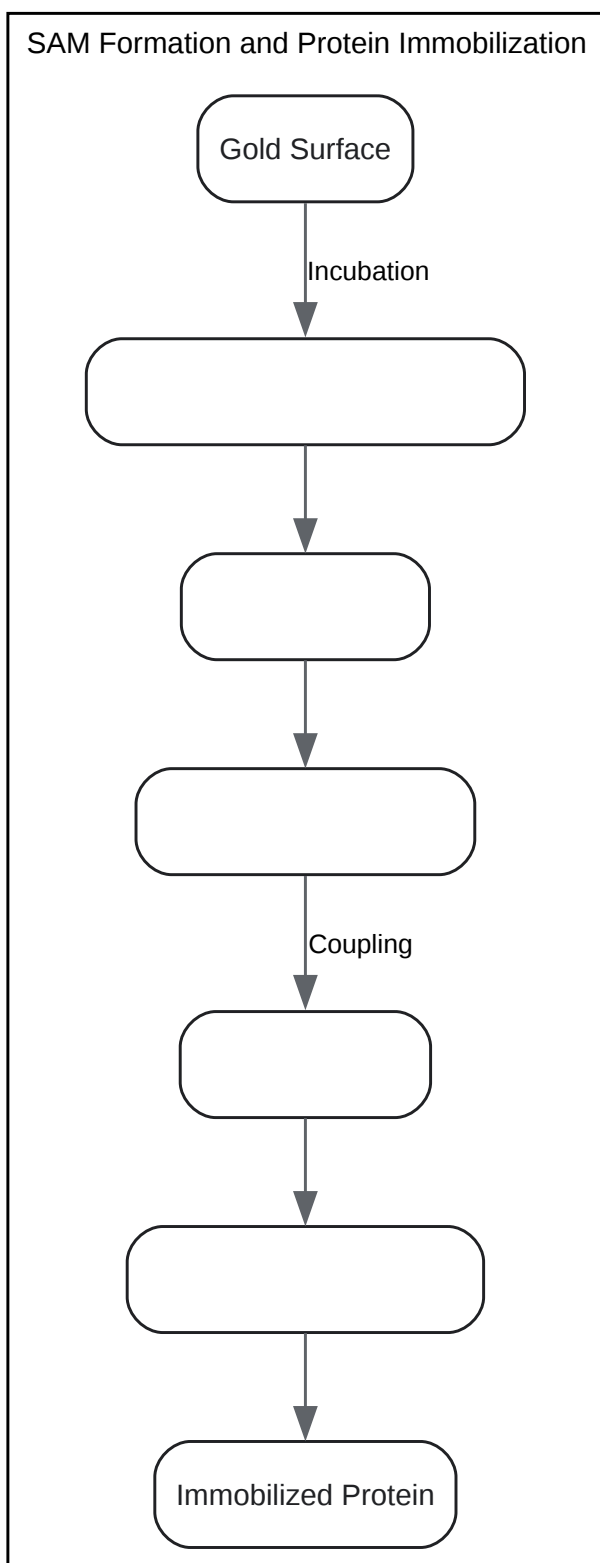 SAM Formation and Protein Immobilization
Gold Surface
Incubation
Coupling
Immobilized Protein